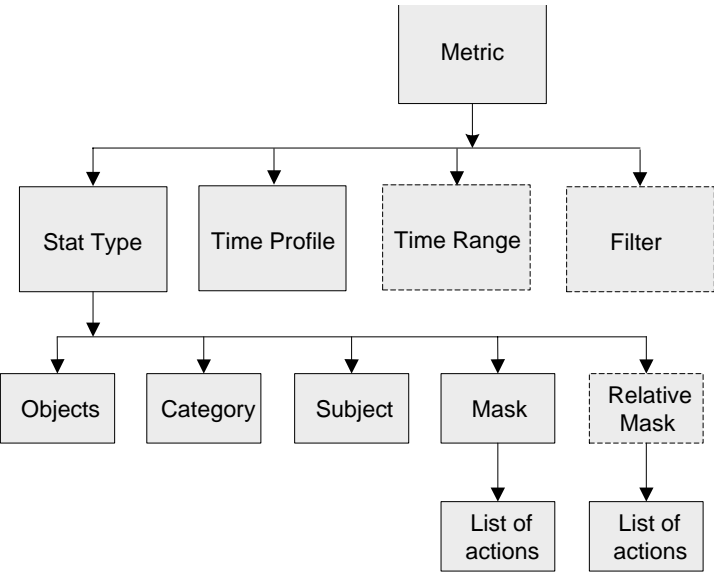 Metric
Stat Type
Time Profile
Time Range
Filter
Objects
Category
Subject
Mask
Relative
Mask
List of
actions
List of
actions